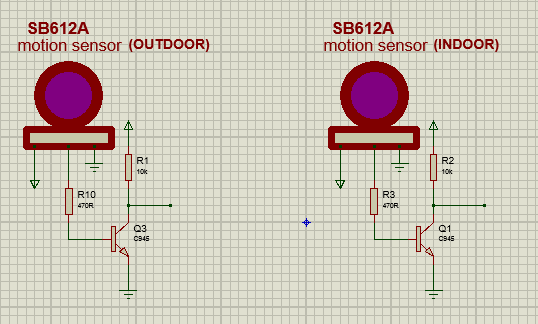 SB612A
motion sensor (OUTDOOR)
R1
10k
R10
470R
Q3
C945
SB612A
motion sensor (INDOOR)
R2
10k
R3
470R
Q1
C945